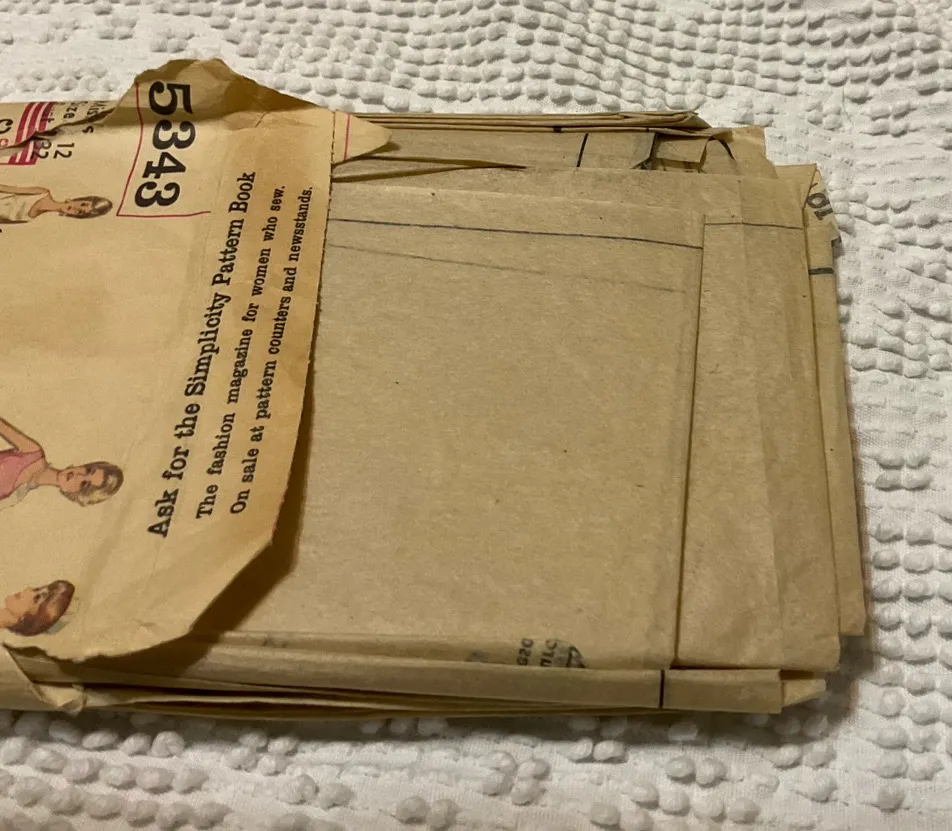 5343
12
Ask for the Simplicity Pattern Book
The fashion magazine for women who sew.
On sale at pattern counters and newsstands.